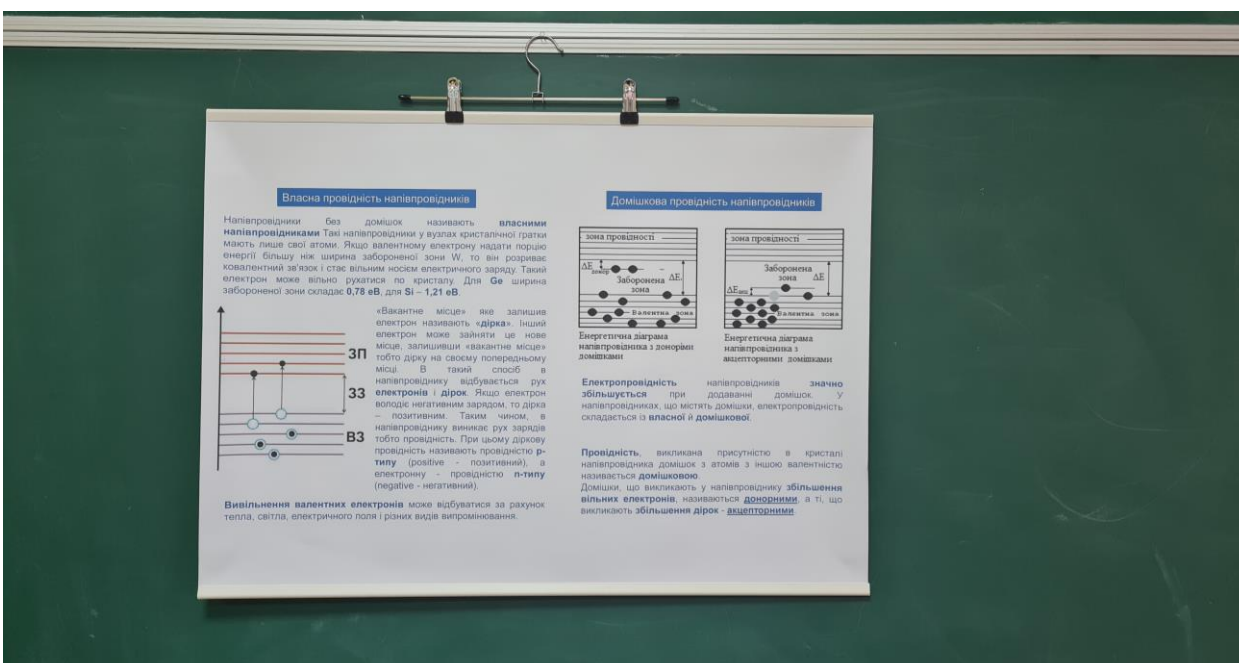 Власна провідність напівпровідників
Напівпровідники без домішок називають власними
напівпровідниками Такі напівпровідники у вузлах кристалічної гратки
мають лише свої атоми. Якщо валентному електрону надати порцію
енергії більшу ніж ширина забороненої зони W, то він розриває
ковалентний зв'язок і стає вільним носієм електричного заряду. Такий
електрон може вільно рухатися по кристалу. Для Ge ширина
забороненої зони складає 0,78 eB, для Si – 1,21 eB.
ЗП
ЗЗ
ВЗ
«Вакантне місце» яке залишив
електрон називають «дірка». Інший
електрон може зайняти це нове
місце, залишивши «вакантне місце»
тобто дірку на своєму попередньому
місці. В такий спосіб в
напівпровіднику відбувається рух
електронів і дірок. Якщо електрон
володіє негативним зарядом, то дірка
– позитивним. Таким чином, в
напівпровіднику виникає рух зарядів
тобто провідність. При цьому діркову
провідність називають провідністю p-
типу (positive - позитивний), а
електронну - провідністю n-типу
(negative - негативний).
Вивільнення валентних електронів може відбуватися за рахунок
тепла, світла, електричного поля і різних видів випромінювання.
Домішкова провідність напівпровідників
зона провідності
ΔE
Заборонена
зона
ΔE
Валентна зона
Енергетична діаграма
напівпровідника з доноріми
домішками
зона провідності
Заборонена
зона
ΔE
ΔE
Валентна зона
Енергетична діаграма
напівпровідника з
акцепторними домішками
Електропровідність напівпровідників значно
збільшується при додаванні домішок. У
напівпровідниках, що містять домішки, електропровідність
складається із власної й домішкової.
Провідність, викликана присутністю в кристалі
напівпровідника домішок з атомів з іншою валентністю
називається домішковою.
Домішки, що викликають у напівпровіднику збільшення
вільних електронів, називаються донорними, а ті, що
викликають збільшення дірок - акцепторними.